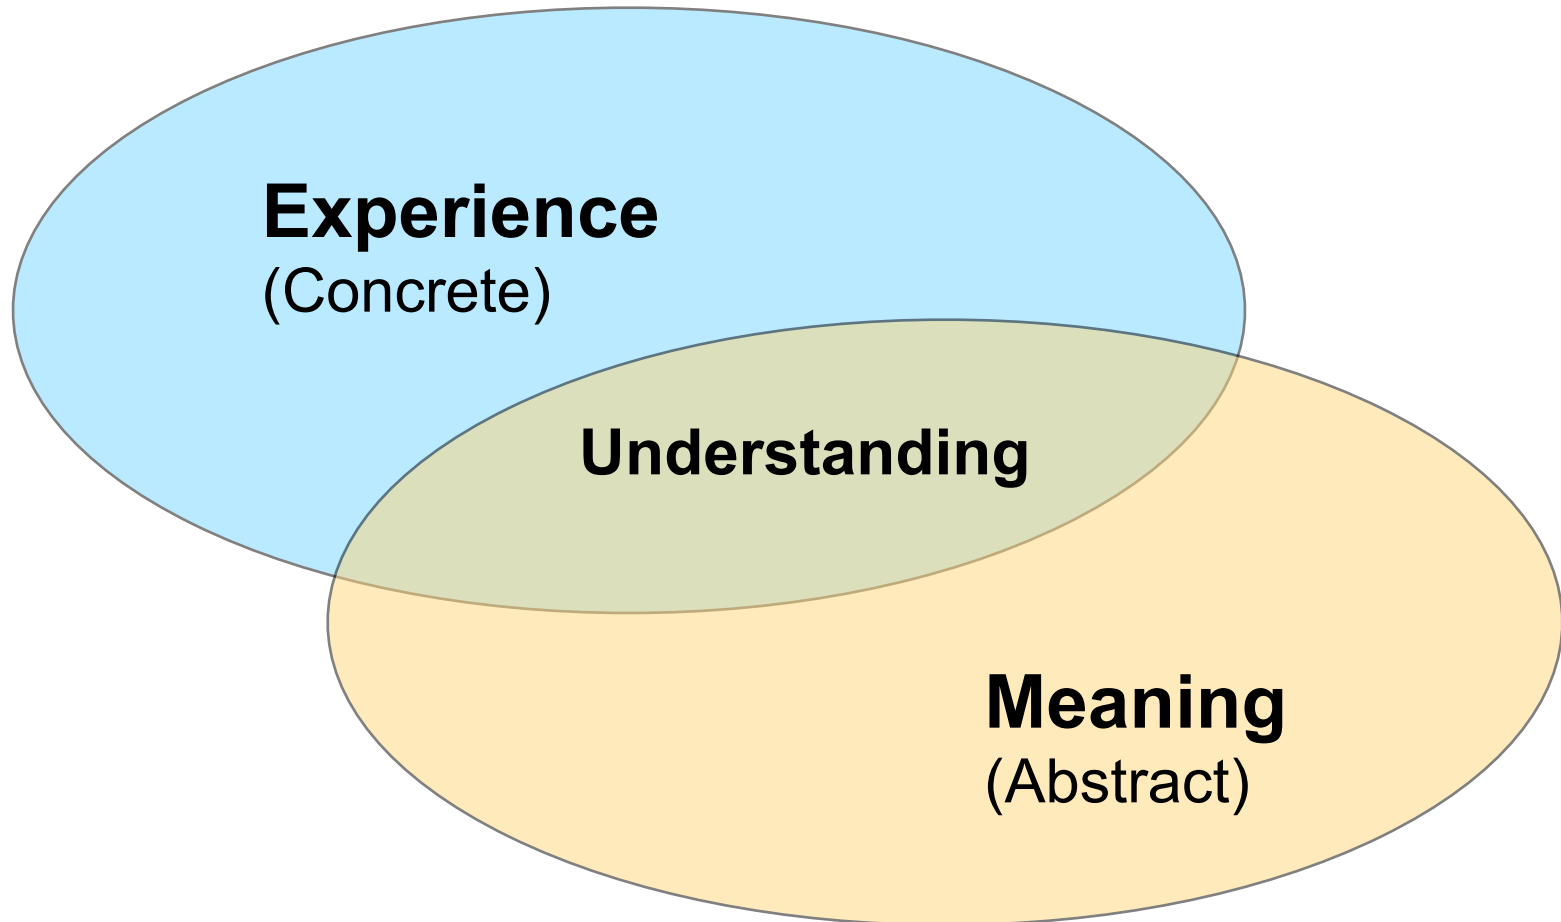 Experience
(Concrete)
Understanding
Meaning
(Abstract)